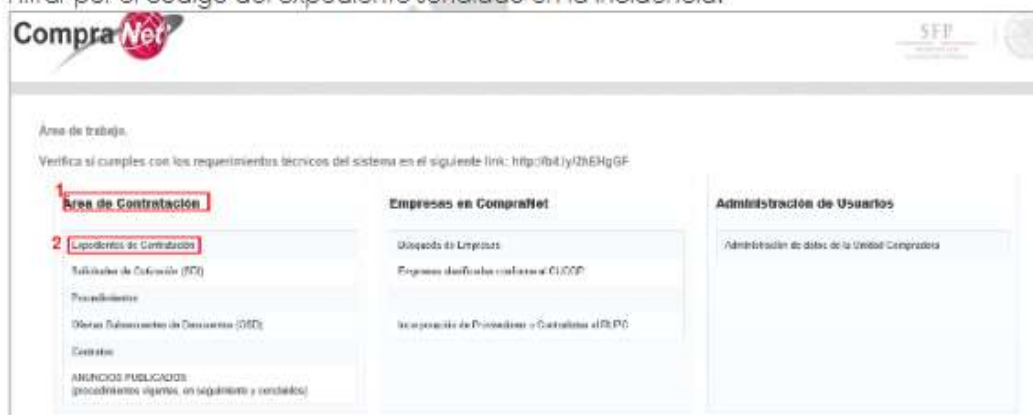 filtrar por el código del expediente señalado en la incidencia.
CompraNet
SFP
Área de trabajo.
Verifica si cumples con los requerimientos técnicos del sistema en el siguiente link: http://bit.ly/2hEHgGF
1
Área de Contratación
Empresas en CompraNet
Administración de Usuarios
2
Expedientes de Contratación
Búsqueda de Empresas
Administración de datos de la Unidad Compradora
Solicitudes de Cotización (SDI)
Empresas clasificadas conforme al CUCOP
Procedimientos
Ofertas Subsecuentes de Descuentos (OSD)
Incorporación de Proveedores y Contratistas al RUPC
Contratos
ANUNCIOS PUBLICADOS
(procedimientos vigentes, en seguimiento y concluidos)